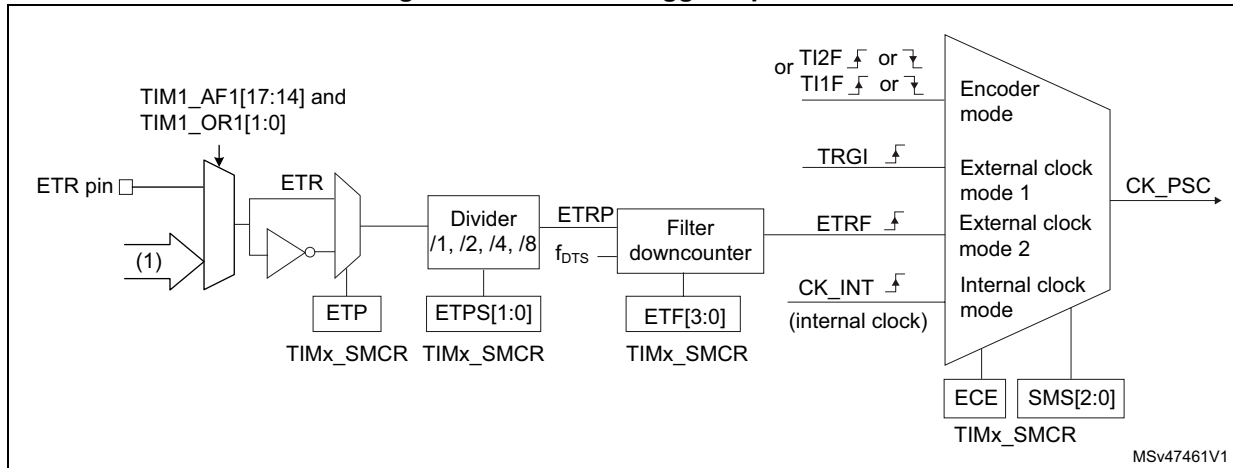 or TI2F or
TI1F or
Encoder
mode
TIM1_AF1[17:14] and
TIM1_OR1[1:0]
TRGI
External clock
mode 1
CK_PSC
ETR pin
ETR
Divider
/1, /2, /4, /8
ETRP
fDTS
Filter
downcounter
ETRF
External clock
mode 2
(1)
CK_INT
(internal clock)
Internal clock
mode
ETP
TIMx_SMCR
ETPS[1:0]
TIMx_SMCR
ETF[3:0]
TIMx_SMCR
ECE
SMS[2:0]
TIMx_SMCR
MSv47461V1